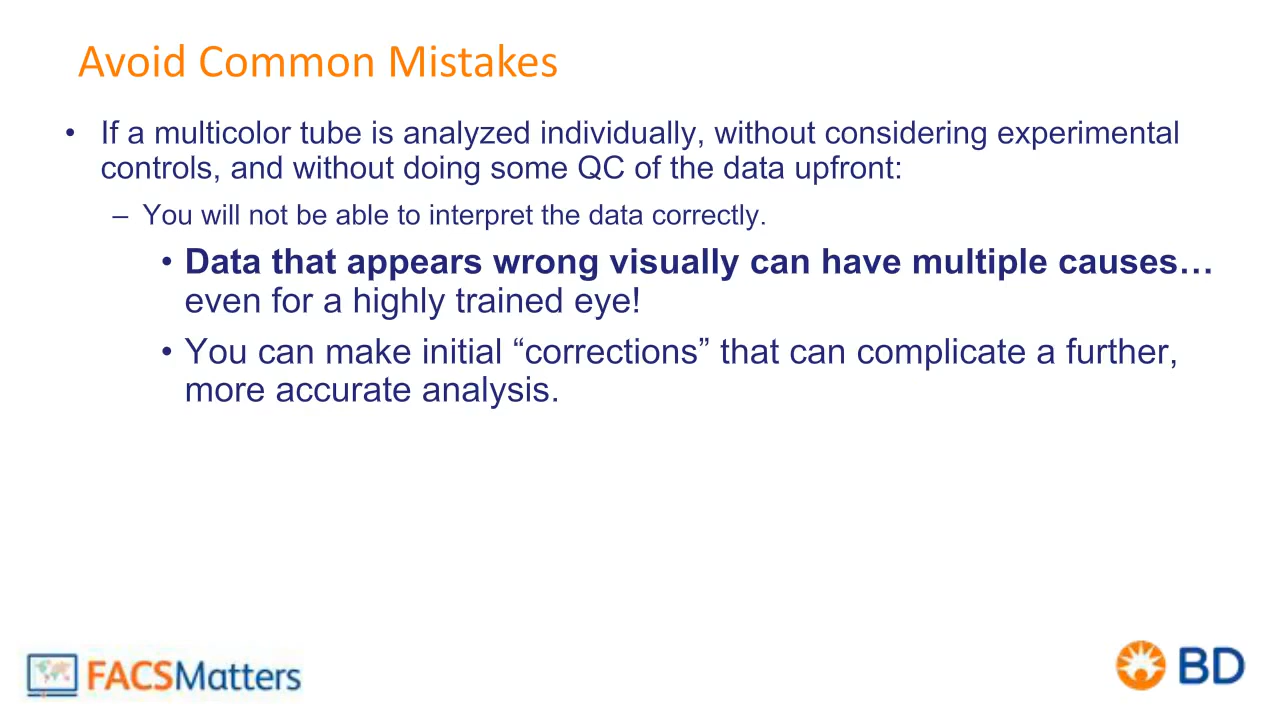 Avoid Common Mistakes
• If a multicolor tube is analyzed individually, without considering experimental
controls, and without doing some QC of the data upfront:
– You will not be able to interpret the data correctly.
• Data that appears wrong visually can have multiple causes…
even for a highly trained eye!
• You can make initial “corrections” that can complicate a further,
more accurate analysis.
FACSMatters
BD